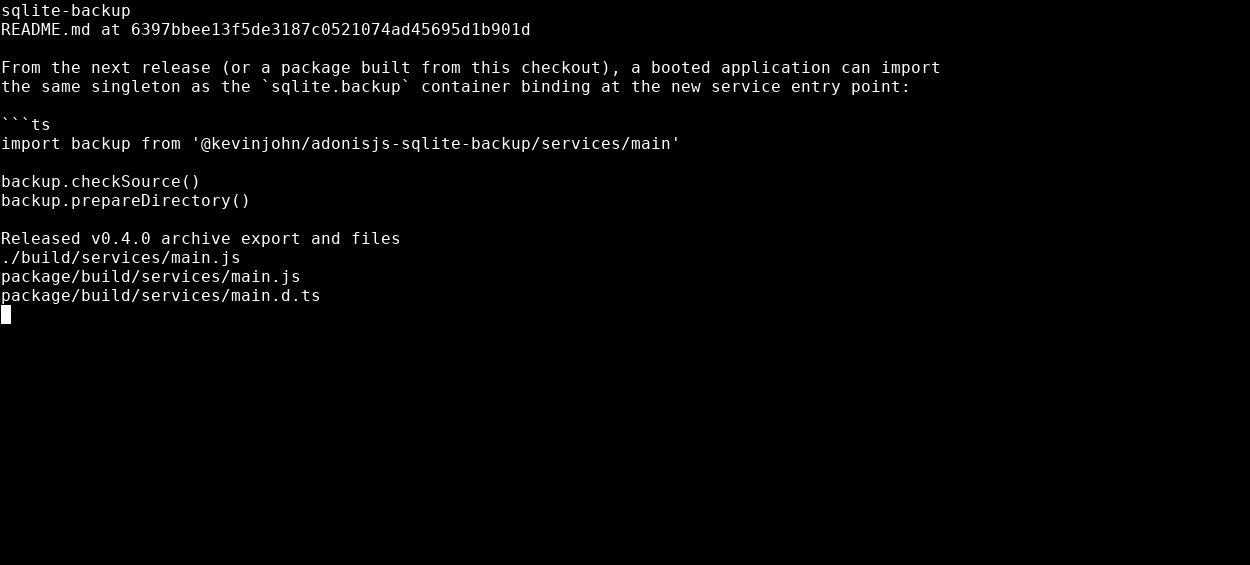 sqlite-backup
README.md at 6397bbee13f5de3187c0521074ad45695d1b901d
From the next release (or a package built from this checkout), a booted application can import
the same singleton as the `sqlite.backup` container binding at the new service entry point:
```ts
import backup from '@kevinjohn/adonisjs-sqlite-backup/services/main'
backup.checkSource()
backup.prepareDirectory()
Released v0.4.0 archive export and files
./build/services/main.js
package/build/services/main.js
package/build/services/main.d.ts